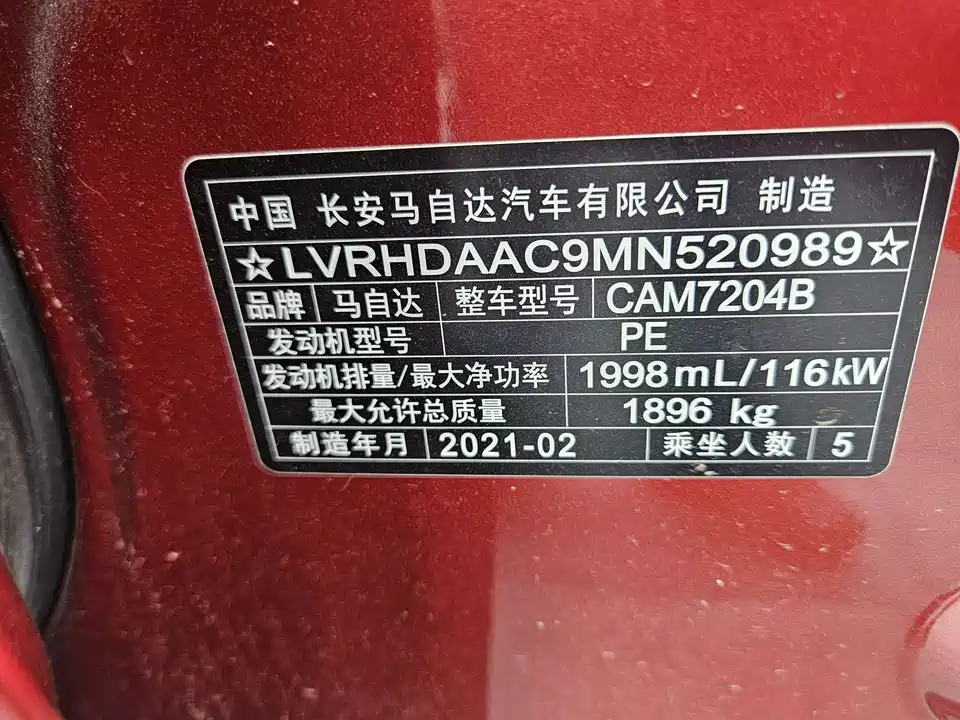 中国 长安马自达汽车有限公司 制造
☆LVRHDAAC9MN520989☆
品牌 马自达 整车型号 CAM7204B
发动机型号 PE
发动机排量/最大净功率 1998mL/116kW
最大允许总质量 1896 kg
制造年月 2021-02 乘坐人数 5